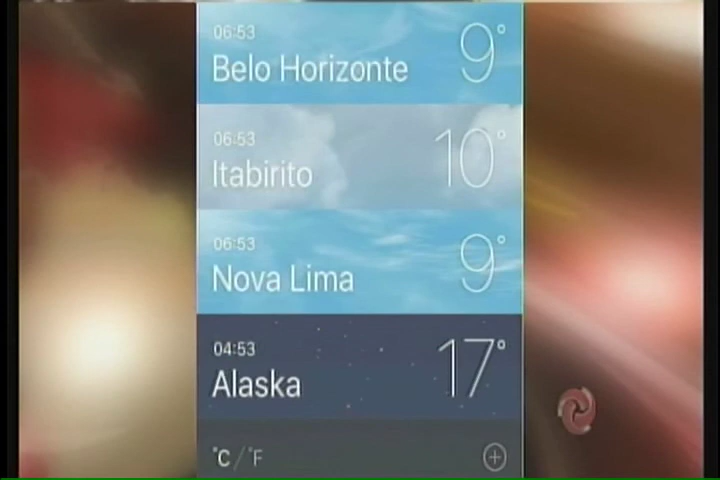 06:53
Belo Horizonte
9°
06:53
Itabirito
10°
06:53
Nova Lima
9°
04:53
Alaska
17°
°C / °F